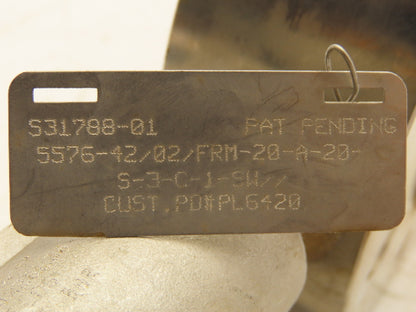 S31788-01 PAT PENDING
5576-42/02/FRM-20-A-20-
S-3-C-1-SW//
CUST.PO#PL6420